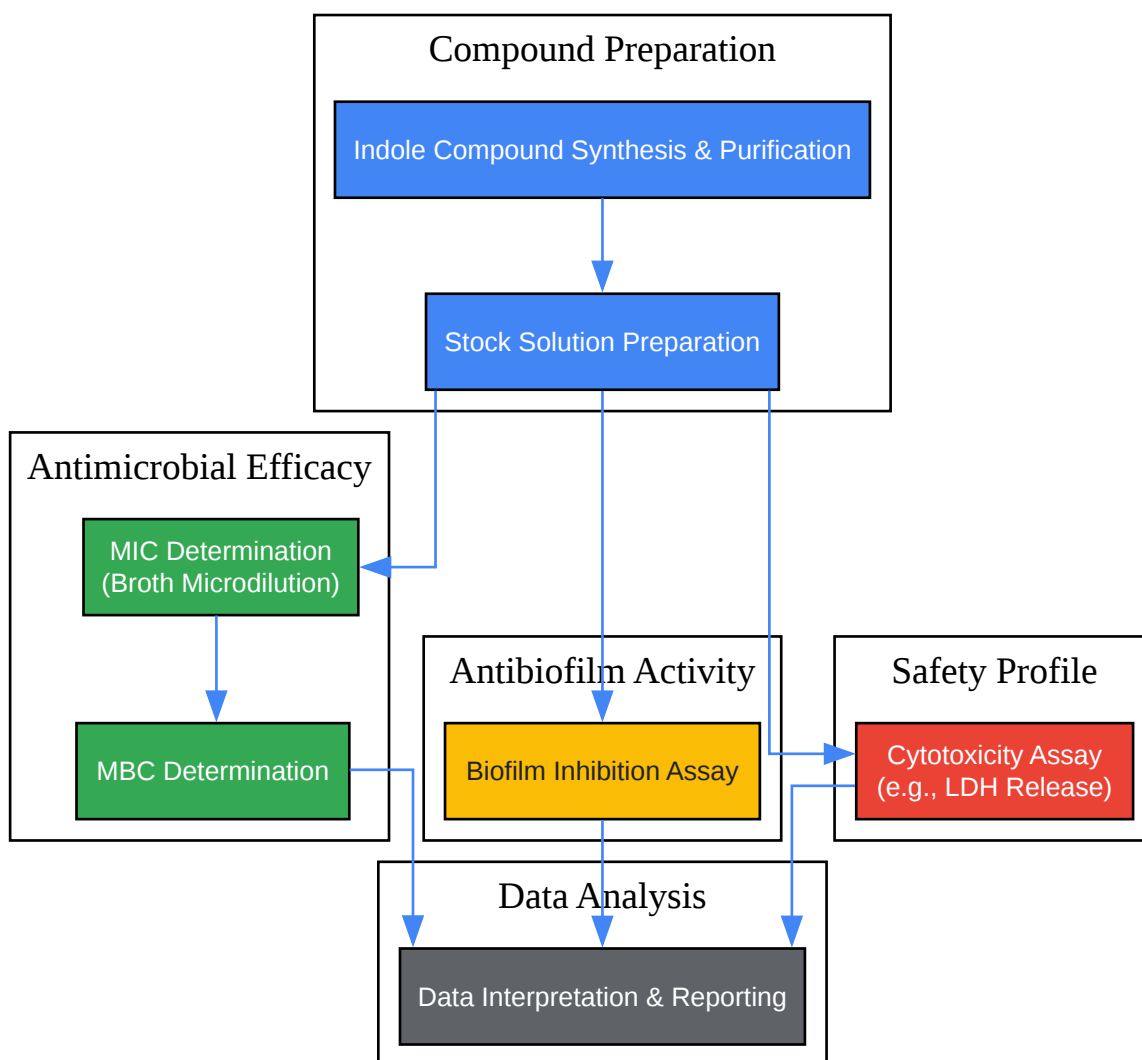 Compound Preparation
Indole Compound Synthesis & Purification
Stock Solution Preparation
Antimicrobial Efficacy
MIC Determination
(Broth Microdilution)
MBC Determination
Antibiofilm Activity
Biofilm Inhibition Assay
Safety Profile
Cytotoxicity Assay
(e.g., LDH Release)
Data Analysis
Data Interpretation & Reporting